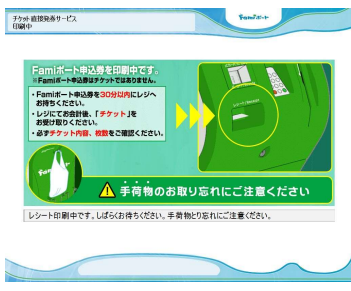 チケット直接発券サービス
印刷中
Famiポート
Famiポート申込券を印刷中です。
※Famiポート申込券はチケットではありません。
・Famiポート申込券を30分以内にレジへ
お持ちください。
・レジにてお会計後、「チケット」を
お受け取りください。
・必ずチケット内容、枚数をご確認ください。
手荷物のお取り忘れにご注意ください
レシート印刷中です。しばらくお待ちください。手荷物とり忘れにご注意ください。